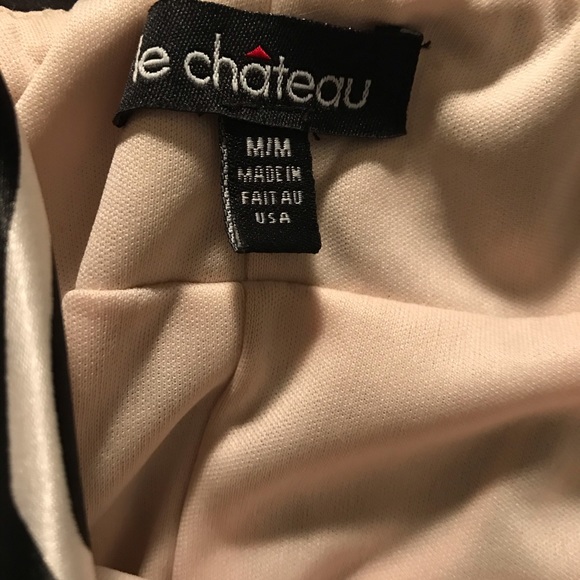 le château
M/M
MADE IN
FAIT AU
USA